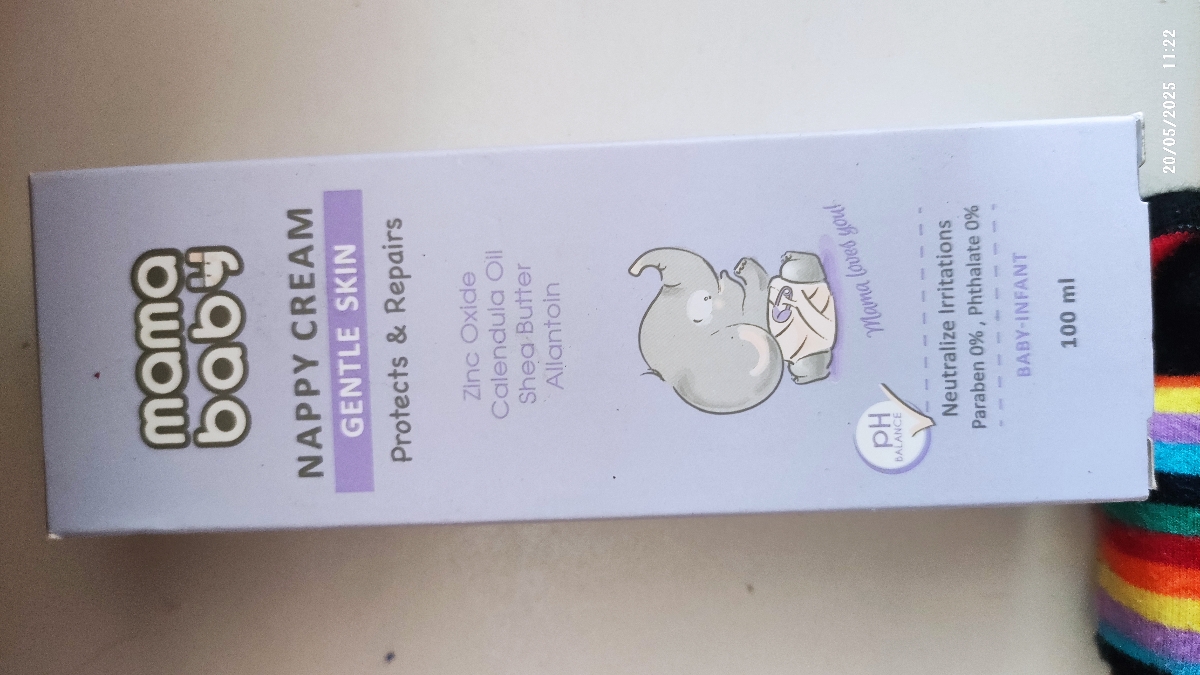 mama
baby
NAPPY CREAM
GENTLE SKIN
Protects & Repairs
Zinc Oxide
Calendula Oil
Shea Butter
Allantoin
Mama loves you!
pH
BALANCE
Neutralize Irritations
Paraben 0%, Phthalate 0%
BABY-INFANT
100 ml
20/05/2025 11:22